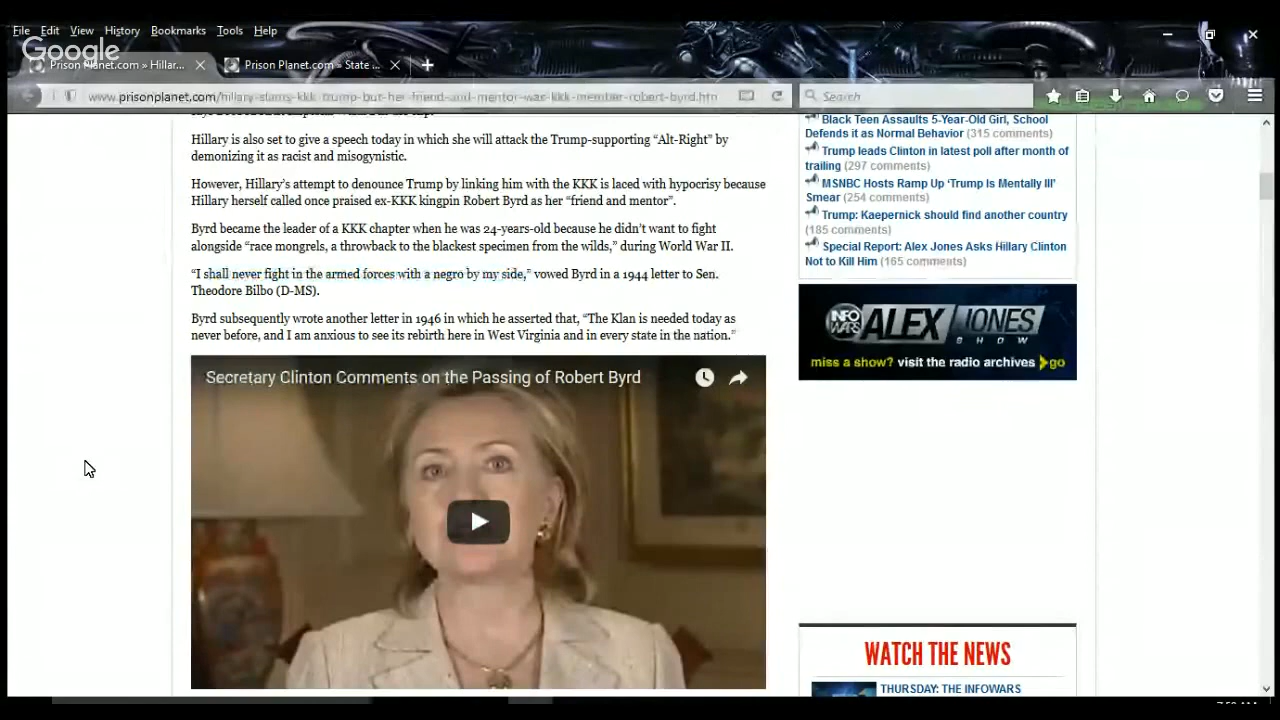 File Edit View History Bookmarks Tools Help
Google
Prison Planet.com » Hillar...
Prison Planet.com » State ...
www.prisonplanet.com/hillary-slams-kkk-trump-but-her-friend-and-mentor-was-kkk-member-robert-byrd.htm
Search
Hillary is also set to give a speech today in which she will attack the Trump-supporting “Alt-Right” by
demonizing it as racist and misogynistic.
However, Hillary’s attempt to denounce Trump by linking him with the KKK is laced with hypocrisy because
Hillary herself called once praised ex-KKK kingpin Robert Byrd as her “friend and mentor”.
Byrd became the leader of a KKK chapter when he was 24-years-old because he didn’t want to fight
alongside “race mongrels, a throwback to the blackest specimen from the wilds,” during World War II.
“I shall never fight in the armed forces with a negro by my side,” vowed Byrd in a 1944 letter to Sen.
Theodore Bilbo (D-MS).
Byrd subsequently wrote another letter in 1946 in which he asserted that, “The Klan is needed today as
never before, and I am anxious to see its rebirth here in West Virginia and in every state in the nation.”
Secretary Clinton Comments on the Passing of Robert Byrd
Black Teen Assaults 5-Year-Old Girl, School
Defends it as Normal Behavior (315 comments)
Trump leads Clinton in latest poll after month of
trailing (297 comments)
MSNBC Hosts Ramp Up ‘Trump Is Mentally Ill’
Smear (254 comments)
Trump: Kaepernick should find another country
(185 comments)
Special Report: Alex Jones Asks Hillary Clinton
Not to Kill Him (165 comments)
INFO WARS ALEX JONES
SHOW
miss a show? visit the radio archives go
WATCH THE NEWS
THURSDAY: THE INFOWARS